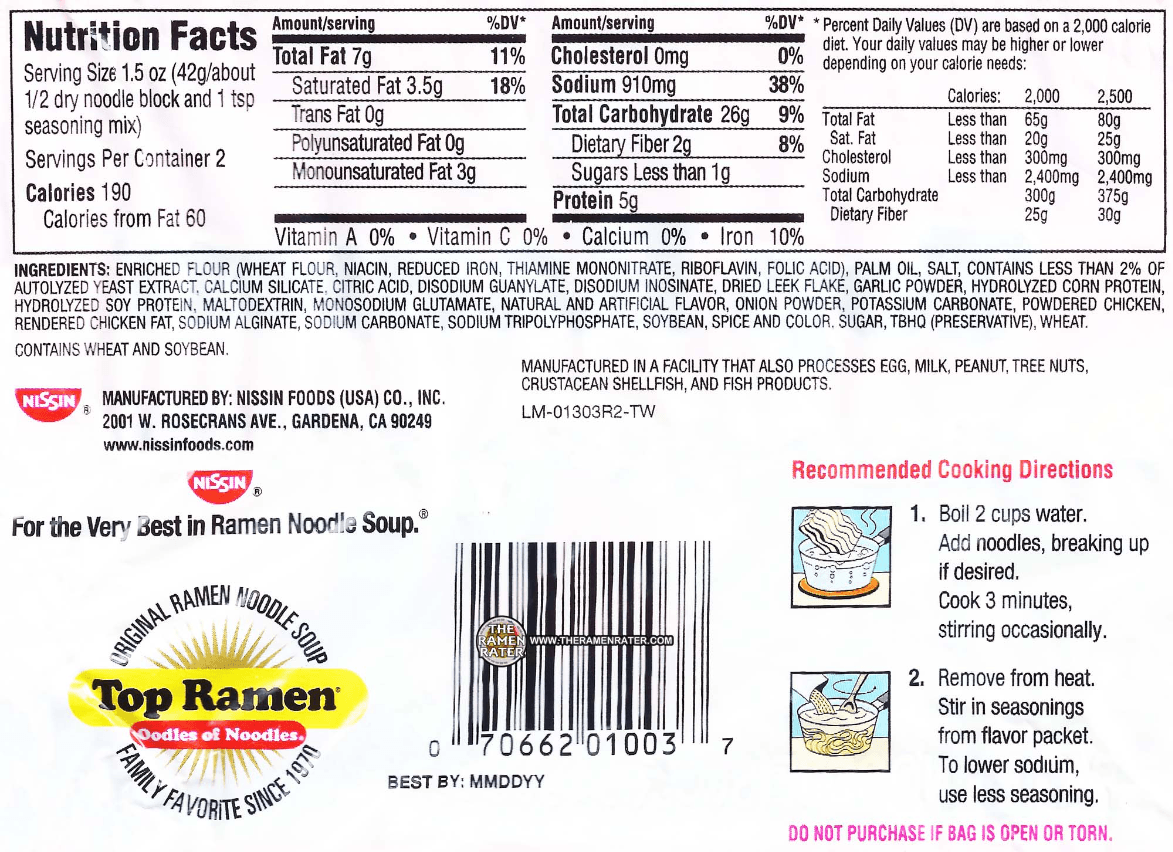 Nutrition Facts
Serving Size 1.5 oz (42g/about
1/2 dry noodle block and 1 tsp
seasoning mix)
Servings Per Container 2
Calories 190
Calories from Fat 60
Amount/serving %DV*
Total Fat 7g 11%
Saturated Fat 3.5g 18%
Trans Fat 0g
Polyunsaturated Fat 0g
Monounsaturated Fat 3g
Amount/serving %DV*
Cholesterol 0mg 0%
Sodium 910mg 38%
Total Carbohydrate 26g 9%
Dietary Fiber 2g 8%
Sugars Less than 1g
Protein 5g
Vitamin A 0% • Vitamin C 0% • Calcium 0% • Iron 10%
* Percent Daily Values (DV) are based on a 2,000 calorie
diet. Your daily values may be higher or lower
depending on your calorie needs:
Calories: 2,000 2,500
Total Fat Less than 65g 80g
Sat. Fat Less than 20g 25g
Cholesterol Less than 300mg 300mg
Sodium Less than 2,400mg 2,400mg
Total Carbohydrate 300g 375g
Dietary Fiber 25g 30g
INGREDIENTS: ENRICHED FLOUR (WHEAT FLOUR, NIACIN, REDUCED IRON, THIAMINE MONONITRATE, RIBOFLAVIN, FOLIC ACID), PALM OIL, SALT, CONTAINS LESS THAN 2% OF
AUTOLYZED YEAST EXTRACT, CALCIUM SILICATE, CITRIC ACID, DISODIUM GUANYLATE, DISODIUM INOSINATE, DRIED LEEK FLAKE, GARLIC POWDER, HYDROLYZED CORN PROTEIN,
HYDROLYZED SOY PROTEIN, MALTODEXTRIN, MONOSODIUM GLUTAMATE, NATURAL AND ARTIFICIAL FLAVOR, ONION POWDER, POTASSIUM CARBONATE, POWDERED CHICKEN,
RENDERED CHICKEN FAT, SODIUM ALGINATE, SODIUM CARBONATE, SODIUM TRIPOLYPHOSPHATE, SOYBEAN, SPICE AND COLOR, SUGAR, TBHQ (PRESERVATIVE), WHEAT.
CONTAINS WHEAT AND SOYBEAN.
MANUFACTURED IN A FACILITY THAT ALSO PROCESSES EGG, MILK, PEANUT, TREE NUTS,
CRUSTACEAN SHELLFISH, AND FISH PRODUCTS.
LM-01303R2-TW
NISSIN ®
MANUFACTURED BY: NISSIN FOODS (USA) CO., INC.
2001 W. ROSECRANS AVE., GARDENA, CA 90249
www.nissinfoods.com
NISSIN ®
For the Very Best in Ramen Noodle Soup.®
ORIGINAL RAMEN NOODLE SOUP
Top Ramen®
Oodles of Noodles.
FAMILY FAVORITE SINCE 1970
THE
RAMEN
RATER
WWW.THERAMENRATER.COM
0 70662 01003 7
BEST BY: MMDDYY
Recommended Cooking Directions
1. Boil 2 cups water.
Add noodles, breaking up
if desired.
Cook 3 minutes,
stirring occasionally.
2. Remove from heat.
Stir in seasonings
from flavor packet.
To lower sodium,
use less seasoning.
DO NOT PURCHASE IF BAG IS OPEN OR TORN.